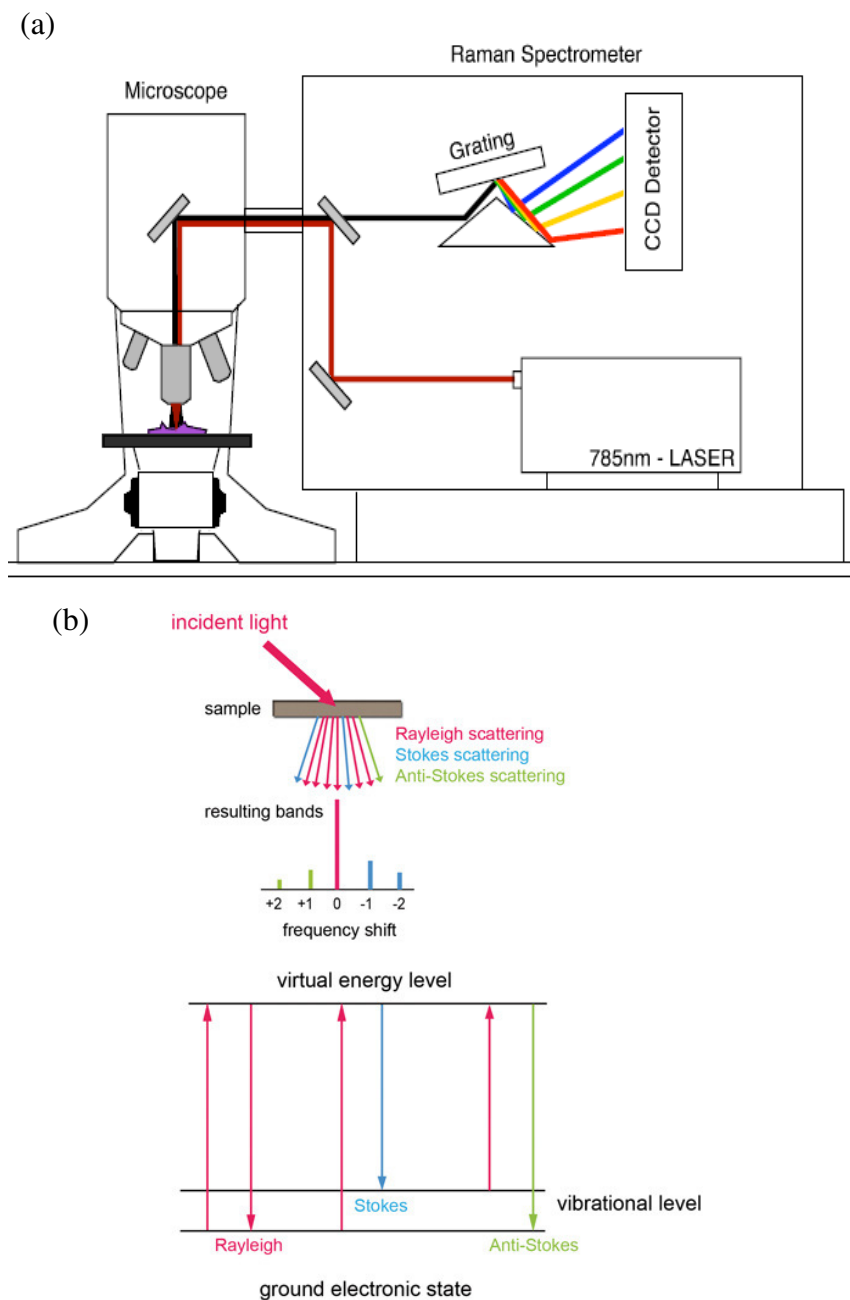 (a)
Raman Spectrometer
Microscope
Grating
CCD Detector
785nm - LASER
(b)
incident light
sample
Rayleigh scattering
Stokes scattering
Anti-Stokes scattering
resulting bands
+2 +1 0 -1 -2
frequency shift
virtual energy level
Stokes
vibrational level
Rayleigh
Anti-Stokes
ground electronic state